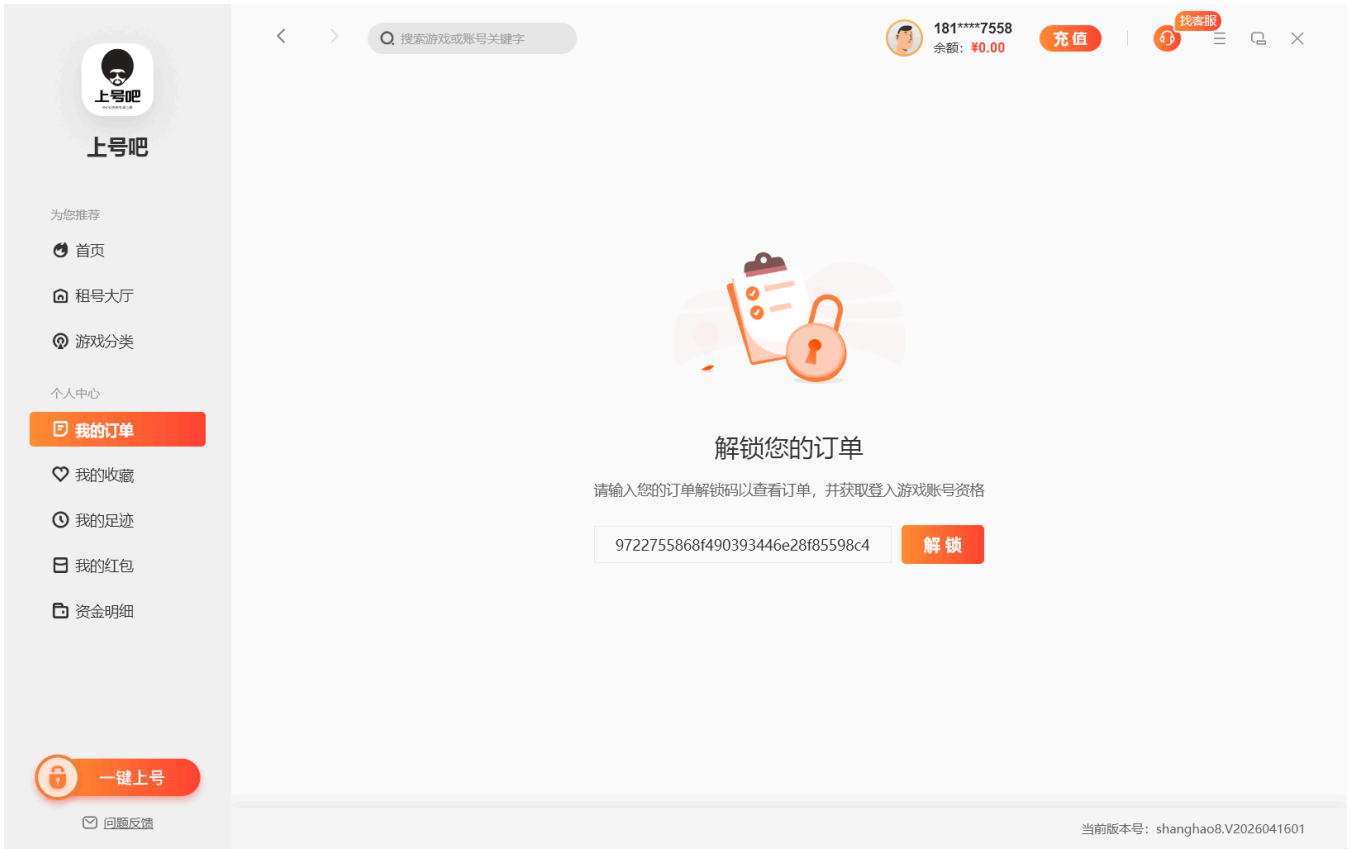 搜索游戏或账号关键字
181****7558
余额：¥0.00
充值
找客服
上号吧
上号吧
为您推荐
首页
租号大厅
游戏分类
个人中心
我的订单
我的收藏
我的足迹
我的红包
资金明细
一键上号
问题反馈
解锁您的订单
请输入您的订单解锁码以查看订单，并获取登入游戏账号资格
9722755868f490393446e28f85598c4
解锁
当前版本号：shanghao8.V2026041601